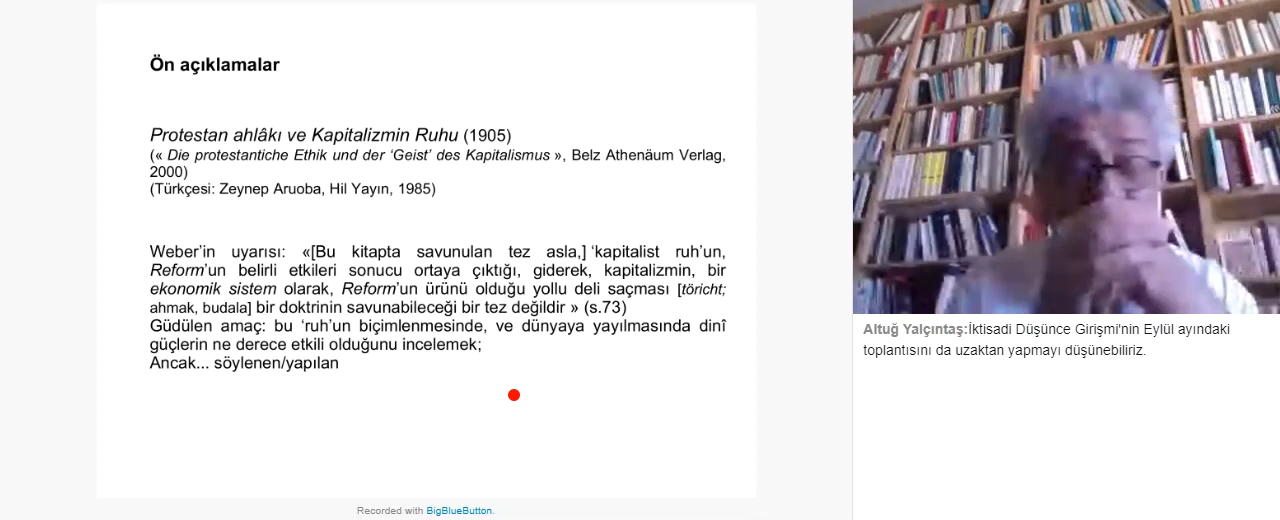 Ön açıklamalar
Protestan ahlâkı ve Kapitalizmin Ruhu (1905)
(« Die protestantiche Ethik und der ‘Geist’ des Kapitalismus », Belz Athenäum Verlag,
2000)
(Türkçesi: Zeynep Aruoba, Hil Yayın, 1985)
Weber’in uyarısı: «[Bu kitapta savunulan tez asla,] ‘kapitalist ruh’un,
Reform’un belirli etkileri sonucu ortaya çıktığı, giderek, kapitalizmin, bir
ekonomik sistem olarak, Reform’un ürünü olduğu yollu deli saçması [töricht;
ahmak, budala] bir doktrinin savunabileceği bir tez değildir » (s.73)
Güdülen amaç: bu ‘ruh’un biçimlenmesinde, ve dünyaya yayılmasında dinî
güçlerin ne derece etkili olduğunu incelemek;
Ancak... söylenen/yapılan
Recorded with BigBlueButton.
Altuğ Yalçıntaş:İktisadi Düşünce Girişmi'nin Eylül ayındaki
toplantısını da uzaktan yapmayı düşünebiliriz.